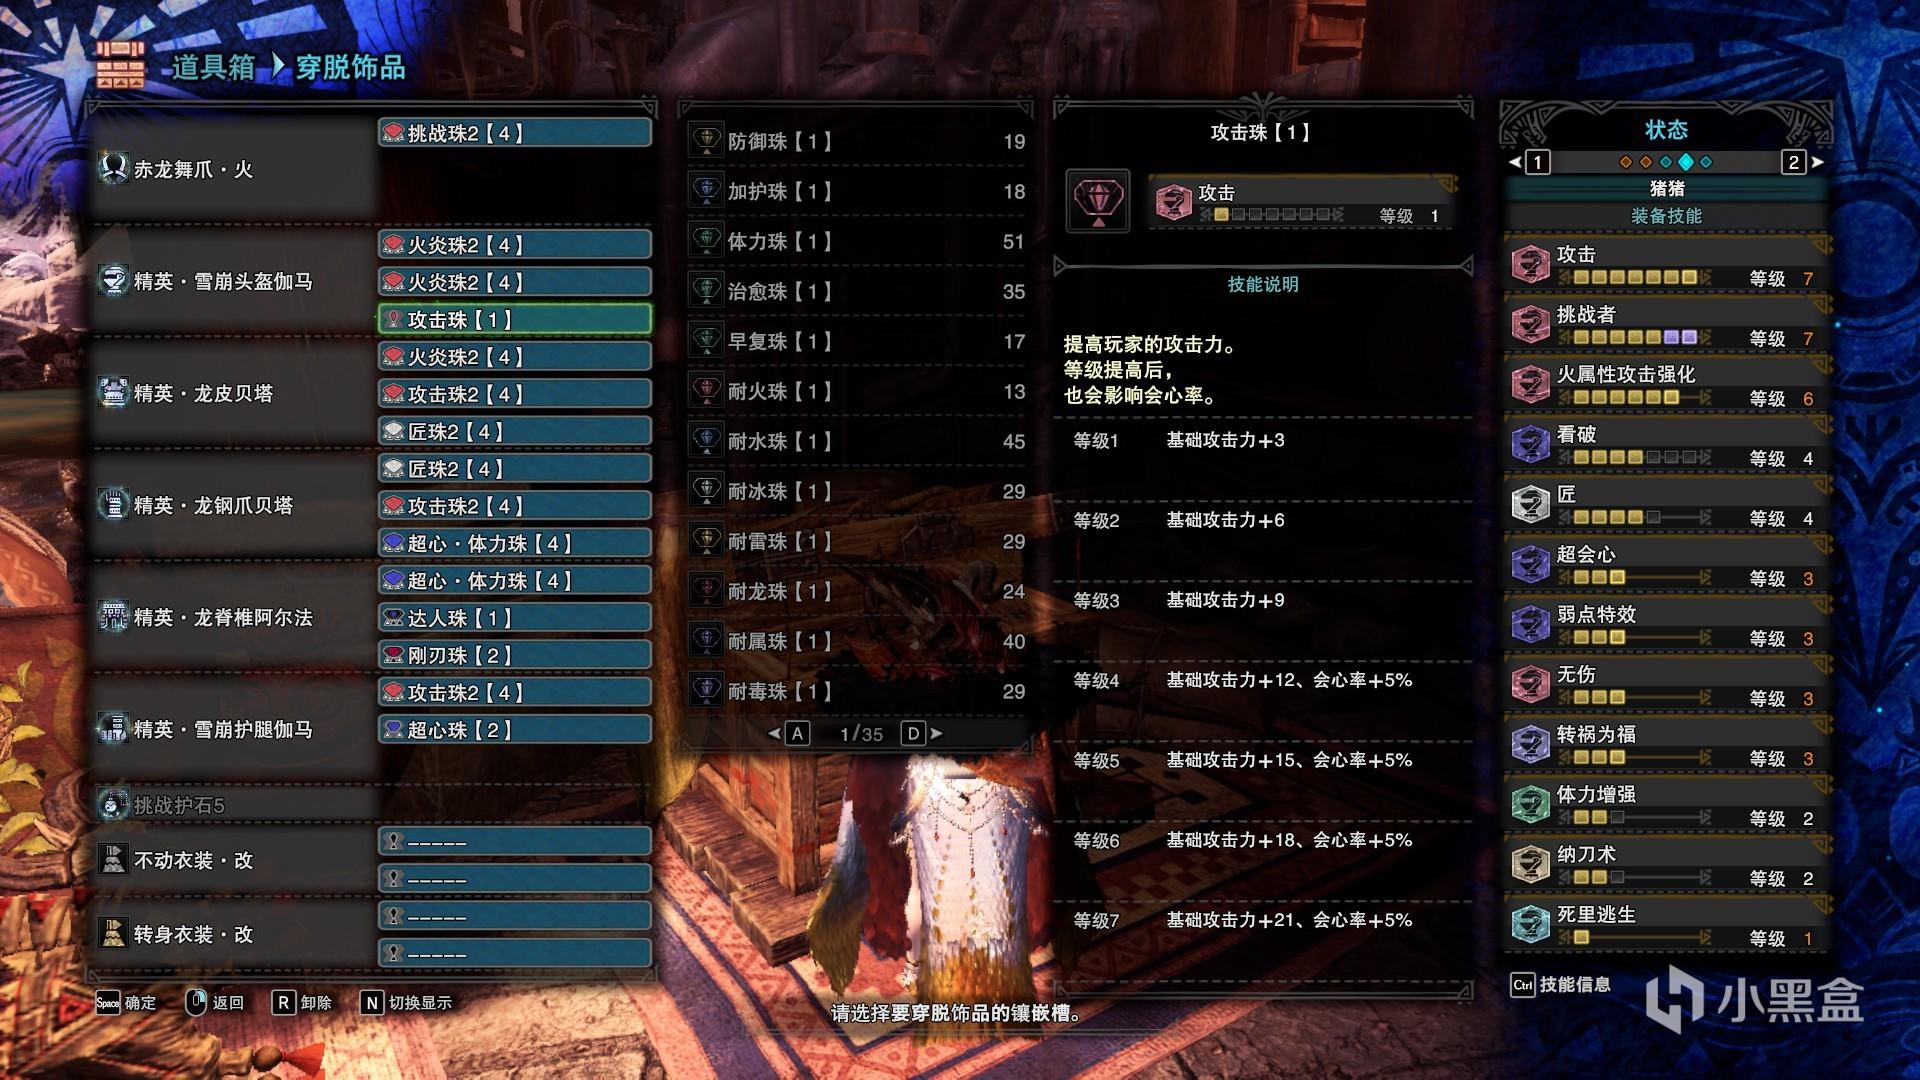 道具箱 穿脱饰品
赤龙舞爪・火
挑战珠2【4】
精英・雪崩头盔伽马
火炎珠2【4】
火炎珠2【4】
攻击珠【1】
精英・龙皮贝塔
火炎珠2【4】
攻击珠2【4】
匠珠2【4】
精英・龙钢爪贝塔
匠珠2【4】
攻击珠2【4】
超心・体力珠【4】
精英・龙脊椎阿尔法
超心・体力珠【4】
达人珠【1】
刚刃珠【2】
精英・雪崩护腿伽马
攻击珠2【4】
超心珠【2】
挑战护石5
不动衣装・改
-----
-----
转身衣装・改
-----
-----
Space 确定 返回 R 卸除 N 切换显示
防御珠【1】 19
加护珠【1】 18
体力珠【1】 51
治愈珠【1】 35
早复珠【1】 17
耐火珠【1】 13
耐水珠【1】 45
耐冰珠【1】 29
耐雷珠【1】 29
耐龙珠【1】 24
耐属珠【1】 40
耐毒珠【1】 29
A 1/35 D
攻击珠【1】
攻击
等级 1
技能说明
提高玩家的攻击力。
等级提高后，
也会影响会心率。
等级1 基础攻击力+3
等级2 基础攻击力+6
等级3 基础攻击力+9
等级4 基础攻击力+12、会心率+5%
等级5 基础攻击力+15、会心率+5%
等级6 基础攻击力+18、会心率+5%
等级7 基础攻击力+21、会心率+5%
请选择要穿脱饰品的镶嵌槽。
状态
1 2
猪猪
装备技能
攻击
等级 7
挑战者
等级 7
火属性攻击强化
等级 6
看破
等级 4
匠
等级 4
超会心
等级 3
弱点特效
等级 3
无伤
等级 3
转祸为福
等级 3
体力增强
等级 2
纳刀术
等级 2
死里逃生
等级 1
Ctrl 技能信息
小黑盒